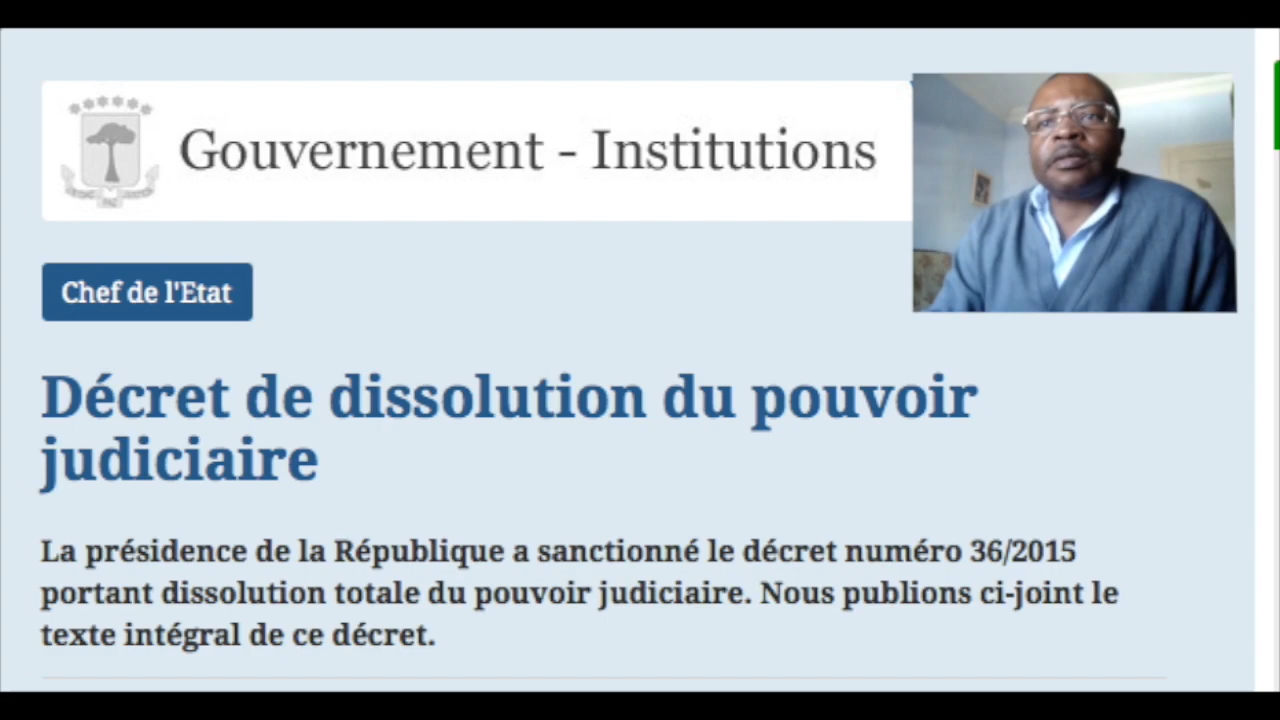 Gouvernement - Institutions
Chef de l'Etat
Décret de dissolution du pouvoir
judiciaire
La présidence de la République a sanctionné le décret numéro 36/2015
portant dissolution totale du pouvoir judiciaire. Nous publions ci-joint le
texte intégral de ce décret.